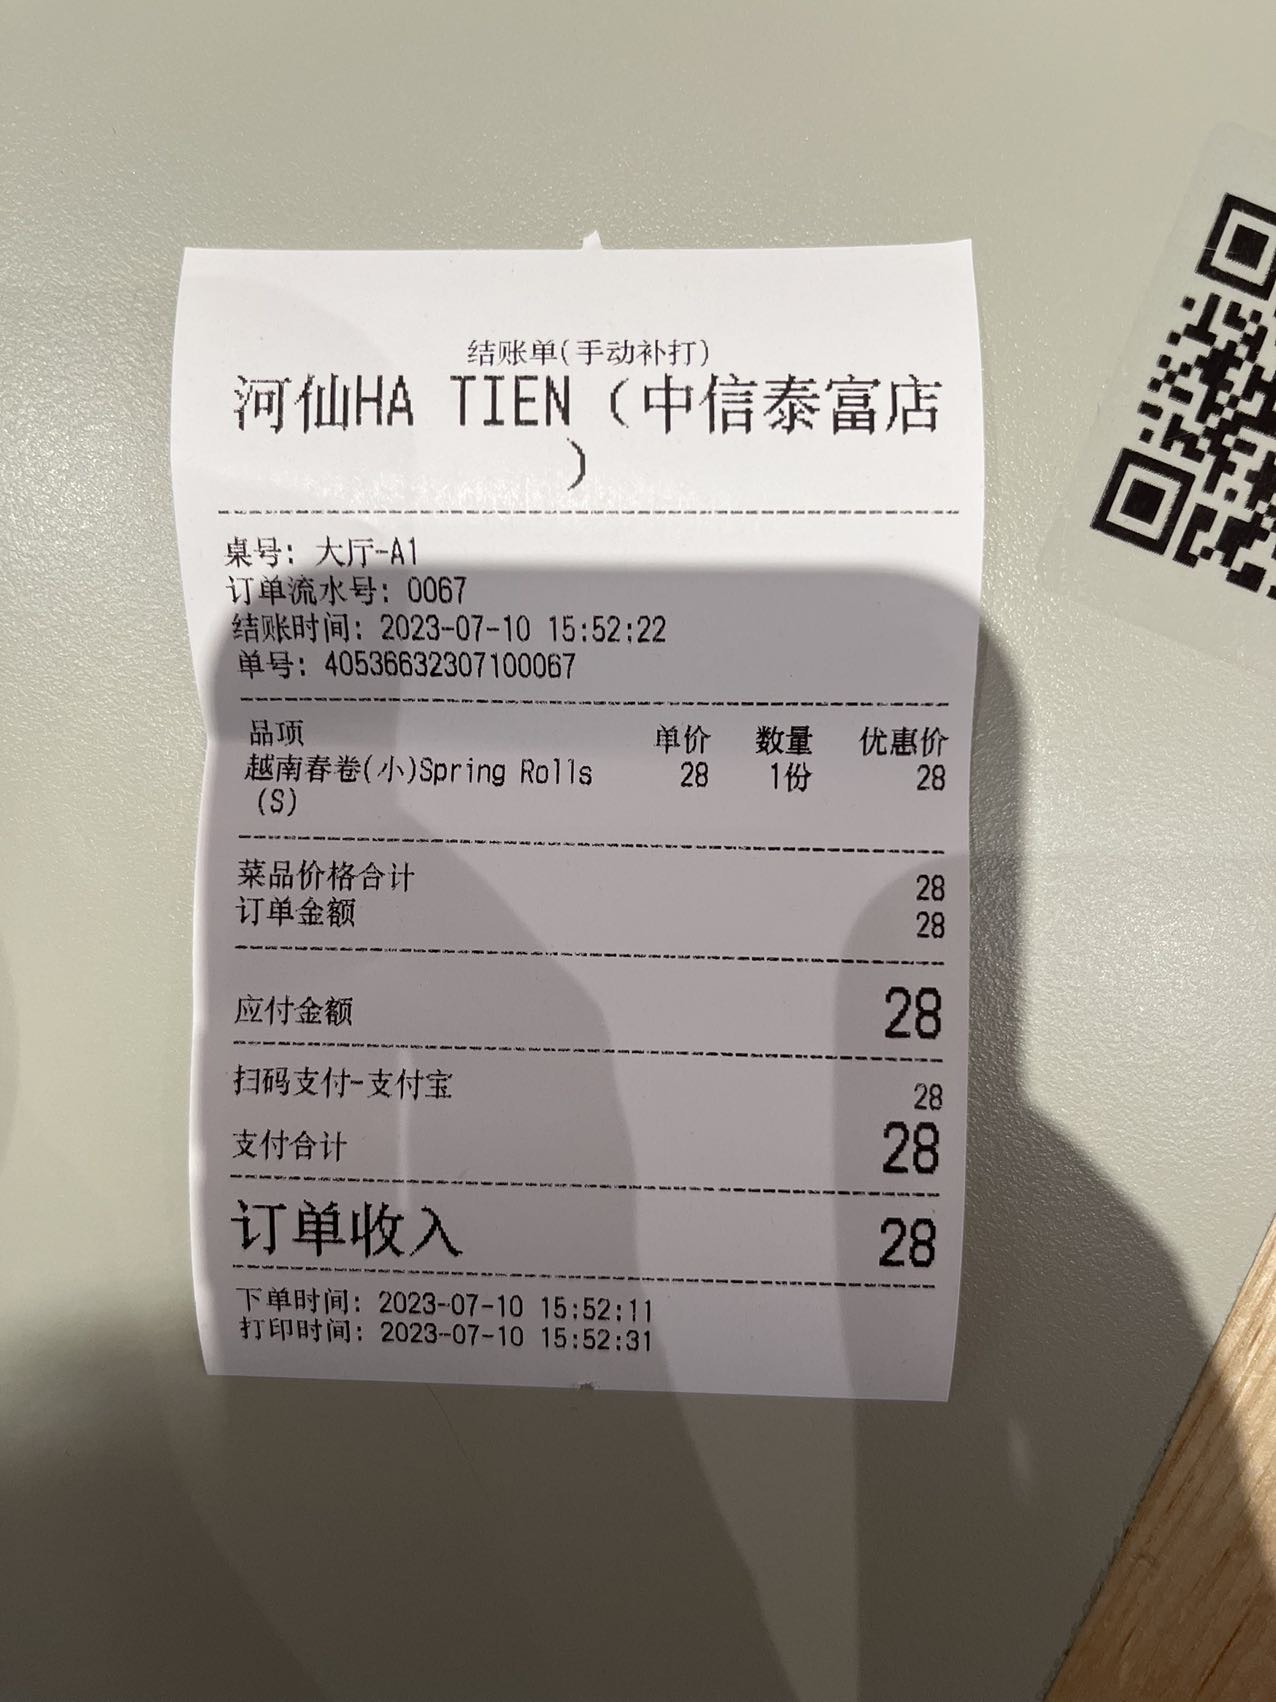 结账单(手动补打)
河仙HA TIEN（中信泰富店
）
桌号: 大厅-A1
订单流水号: 0067
结账时间: 2023-07-10 15:52:22
单号: 40536632307100067
品项 单价 数量 优惠价
越南春卷(小)Spring Rolls 28 1份 28
(S)
菜品价格合计 28
订单金额 28
应付金额 28
扫码支付-支付宝 28
支付合计 28
订单收入 28
下单时间: 2023-07-10 15:52:11
打印时间: 2023-07-10 15:52:31